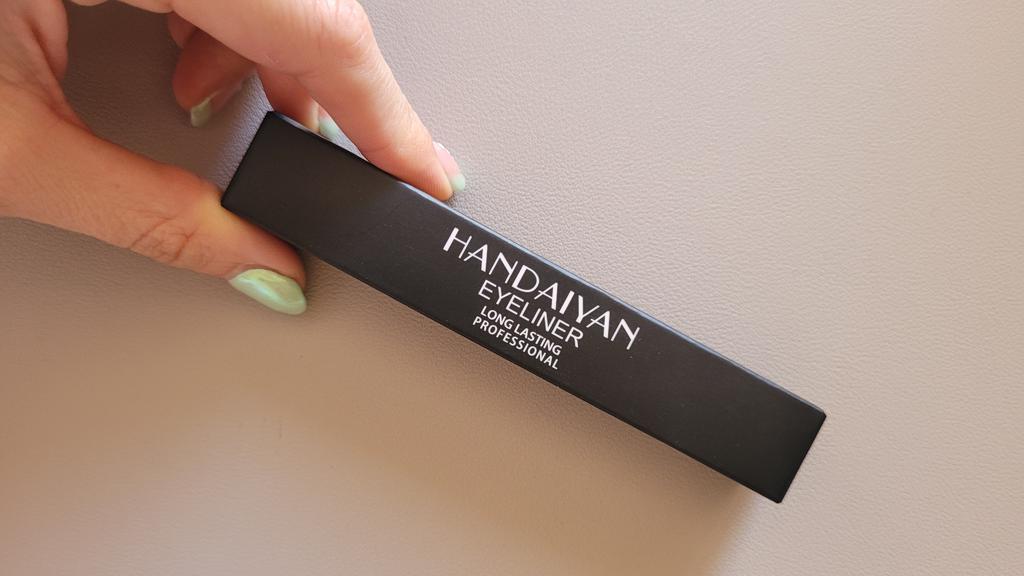 HANDAIYAN
EYELINER
LONG LASTING
PROFESSIONAL